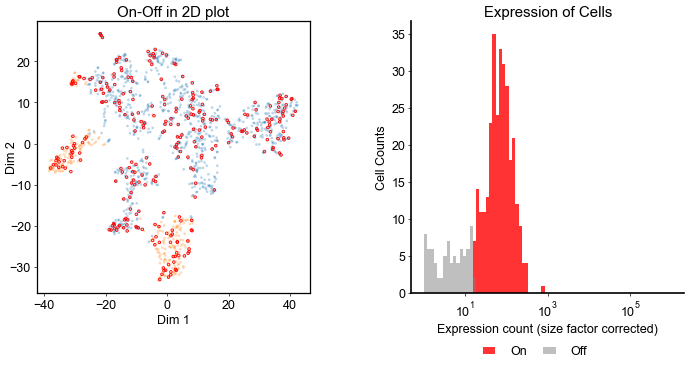 On-Off in 2D plot
Dim 2
20
10
0
−10
−20
−30
−40
−20
0
20
40
Dim 1
Expression of Cells
Cell Counts
35
30
25
20
15
10
5
0
10^1
10^3
10^5
Expression count (size factor corrected)
On
Off